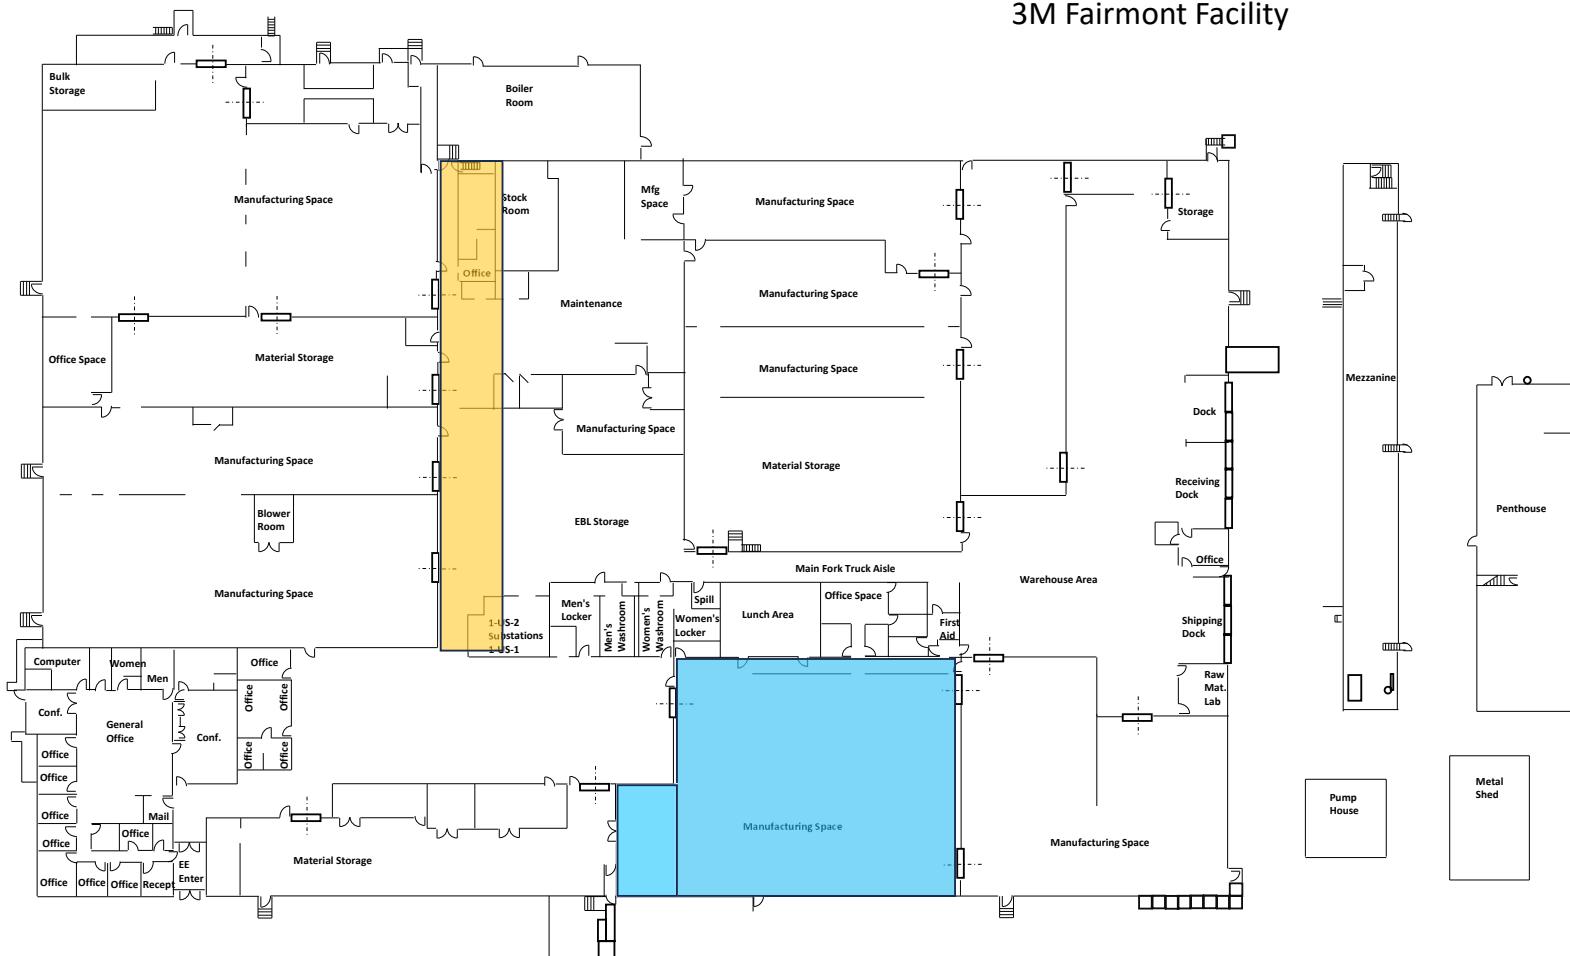 3M Fairmont Facility
Bulk
Storage
Boiler
Room
Manufacturing Space
Stock
Room
Mfg
Space
Manufacturing Space
Storage
Office
Maintenance
Manufacturing Space
Office Space
Material Storage
Manufacturing Space
Mezzanine
Dock
Manufacturing Space
Manufacturing Space
Material Storage
Receiving
Dock
Blower
Room
EBL Storage
Penthouse
Main Fork Truck Aisle
Office
Warehouse Area
Manufacturing Space
Men's
Locker
Men's
Washroom
Women's
Washroom
Spill
Women's
Locker
Lunch Area
Office Space
First
Aid
1-US-2
Substations
1-US-1
Shipping
Dock
Computer
Women
Men
Office
Raw
Mat.
Lab
Conf.
General
Office
Conf.
Office
Office
Office
Office
Office
Office
Office
Office
Mail
Office
Office
Office
Office
Office
Recept
EE
Enter
Material Storage
Manufacturing Space
Manufacturing Space
Pump
House
Metal
Shed